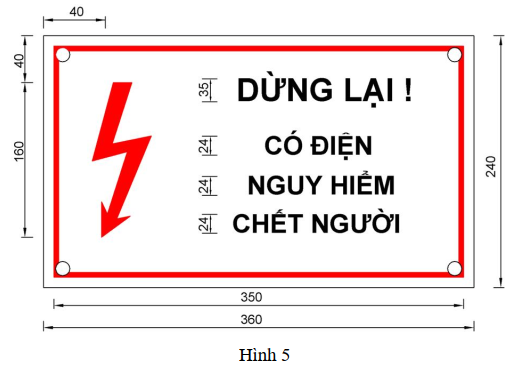 40
40
35
DỪNG LẠI !
160
24
CÓ ĐIỆN
240
24
NGUY HIỂM
24
CHẾT NGƯỜI
350
360
Hình 5